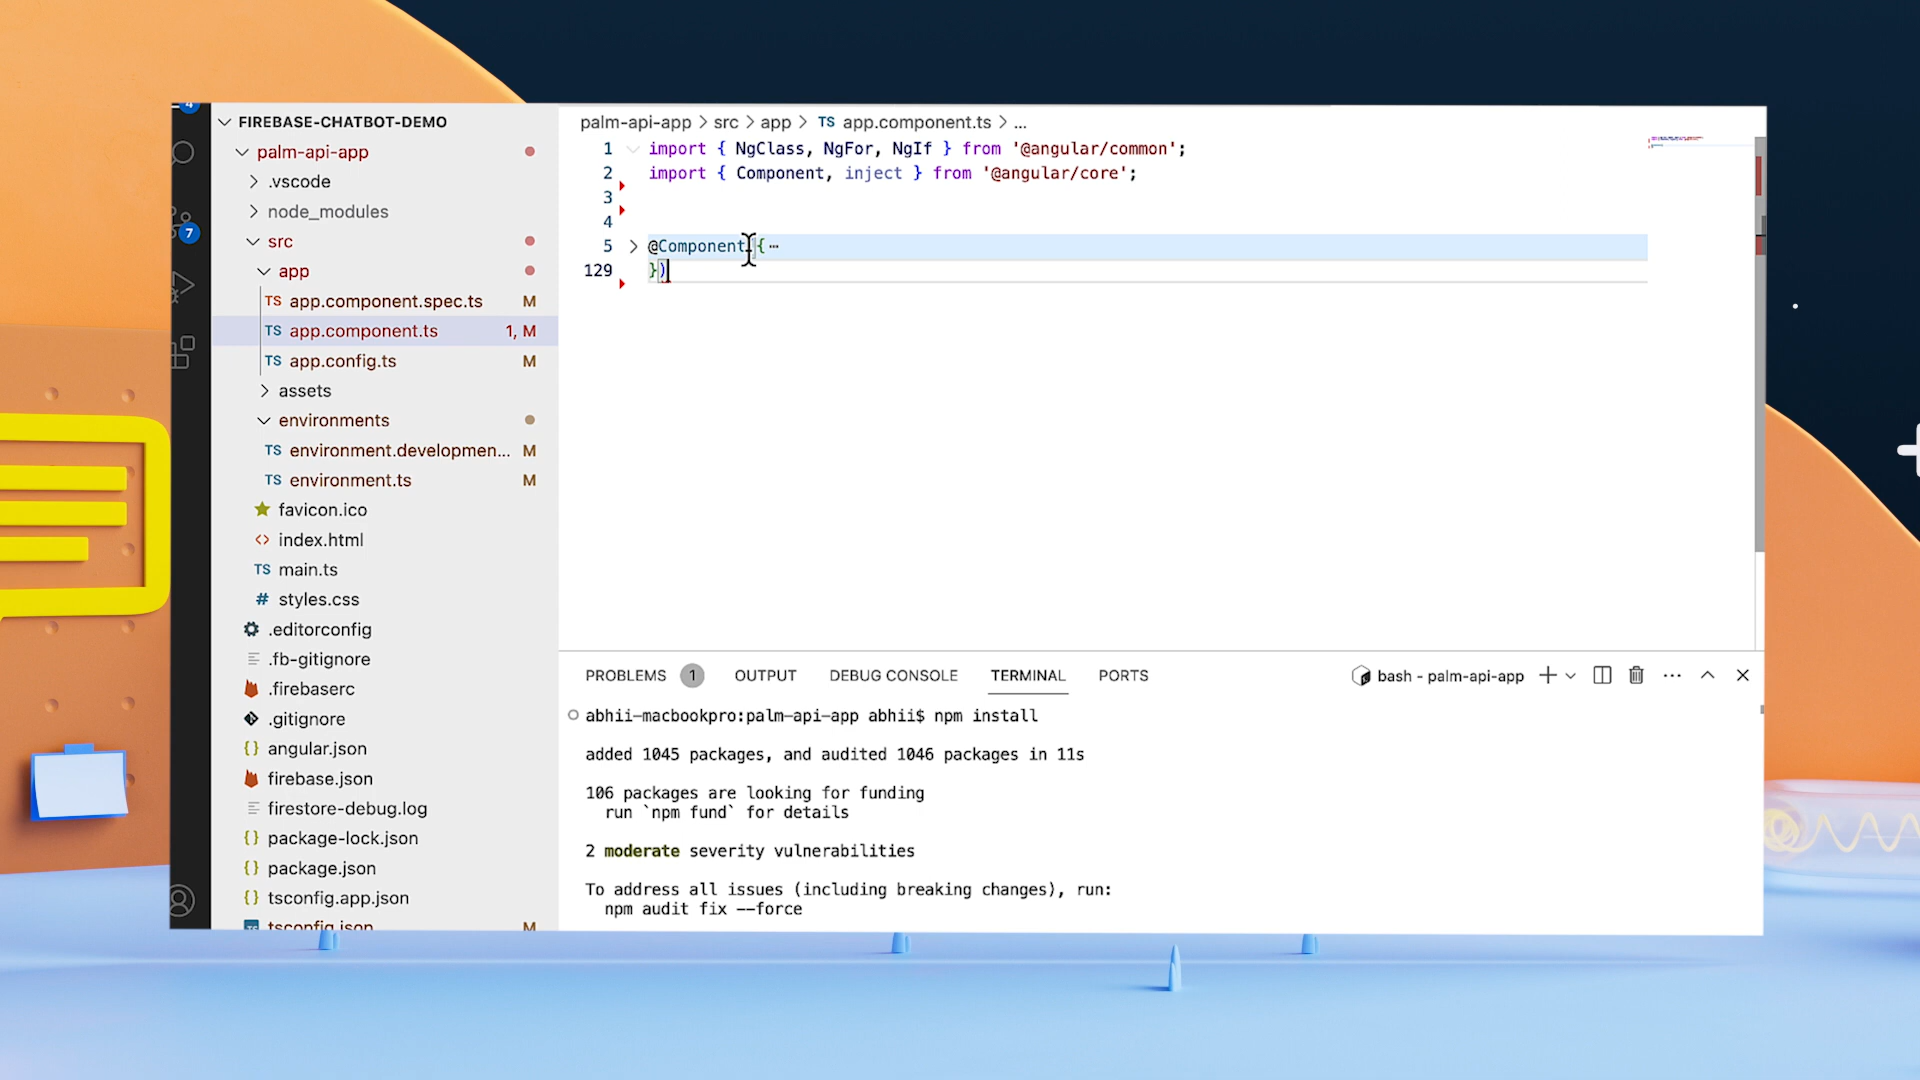 4
FIREBASE-CHATBOT-DEMO
palm-api-app
.vscode
node_modules
7
src
app
TS app.component.spec.ts M
TS app.component.ts 1, M
TS app.config.ts M
assets
environments
TS environment.developmen... M
TS environment.ts M
favicon.ico
<> index.html
TS main.ts
# styles.css
.editorconfig
.fb-gitignore
.firebaserc
.gitignore
{} angular.json
firebase.json
firestore-debug.log
{} package-lock.json
{} package.json
{} tsconfig.app.json
tsconfig.json M
palm-api-app > src > app > TS app.component.ts > ...
1 import { NgClass, NgFor, NgIf } from '@angular/common';
2 import { Component, inject } from '@angular/core';
3
4
5 @Component({ ⋯
129 })
PROBLEMS 1 OUTPUT DEBUG CONSOLE TERMINAL PORTS
bash - palm-api-app
abhii-macbookpro:palm-api-app abhii$ npm install
added 1045 packages, and audited 1046 packages in 11s
106 packages are looking for funding
run `npm fund` for details
2 moderate severity vulnerabilities
To address all issues (including breaking changes), run:
npm audit fix --force